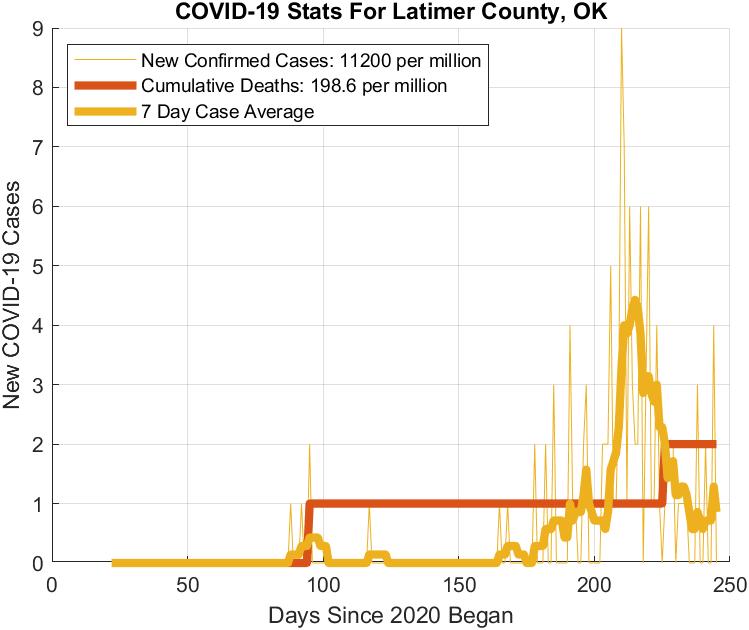 COVID-19 Stats For Latimer County, OK
New Confirmed Cases: 11200 per million
Cumulative Deaths: 198.6 per million
7 Day Case Average
New COVID-19 Cases
9
8
7
6
5
4
3
2
1
0
0 50 100 150 200 250
Days Since 2020 Began